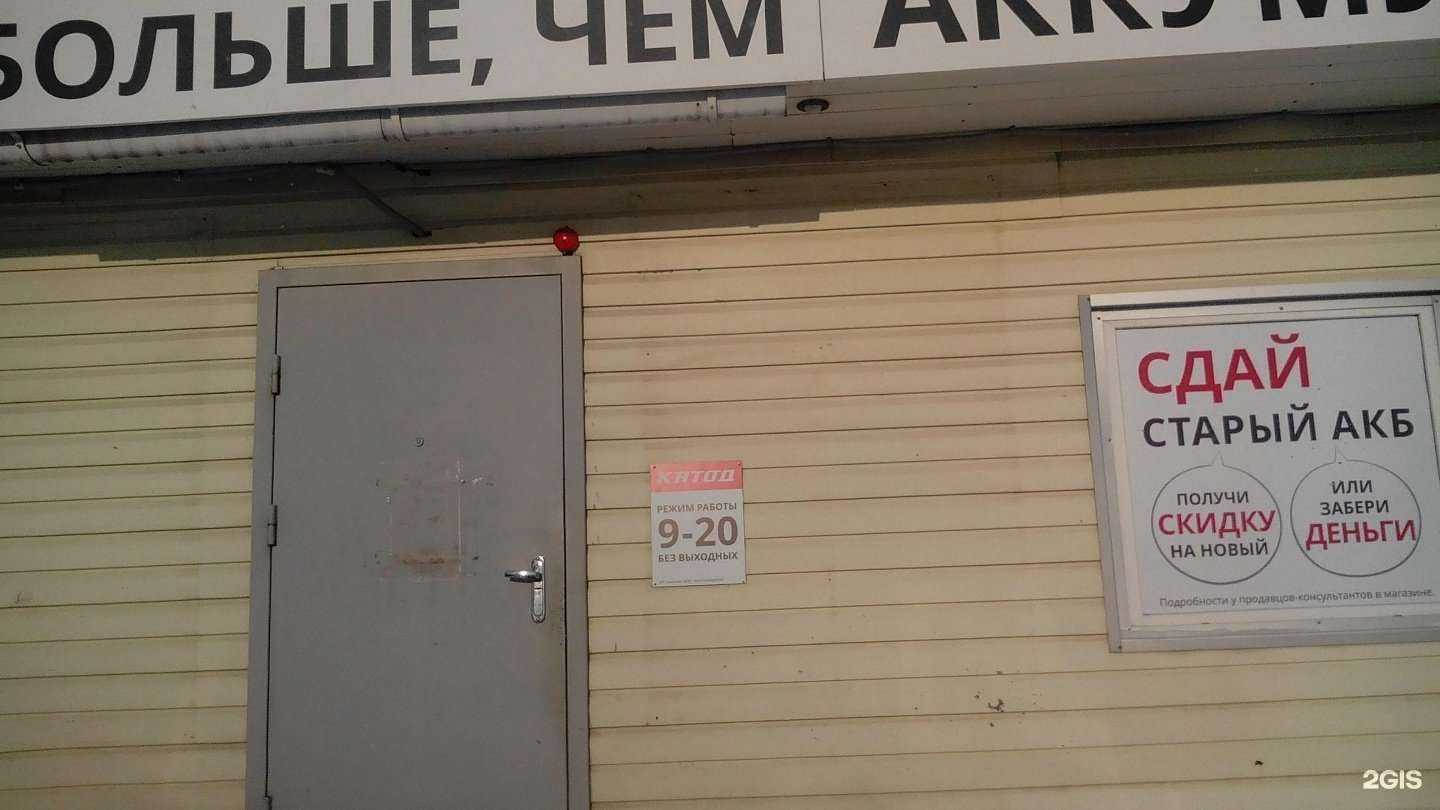 БОЛЬШЕ, ЧЕМ АККУМУ
КАТОД
РЕЖИМ РАБОТЫ
9-20
БЕЗ ВЫХОДНЫХ
СДАЙ
СТАРЫЙ АКБ
ПОЛУЧИ
СКИДКУ
НА НОВЫЙ
ИЛИ
ЗАБЕРИ
ДЕНЬГИ
Подробности у продавцов-консультантов в магазине.
2GIS